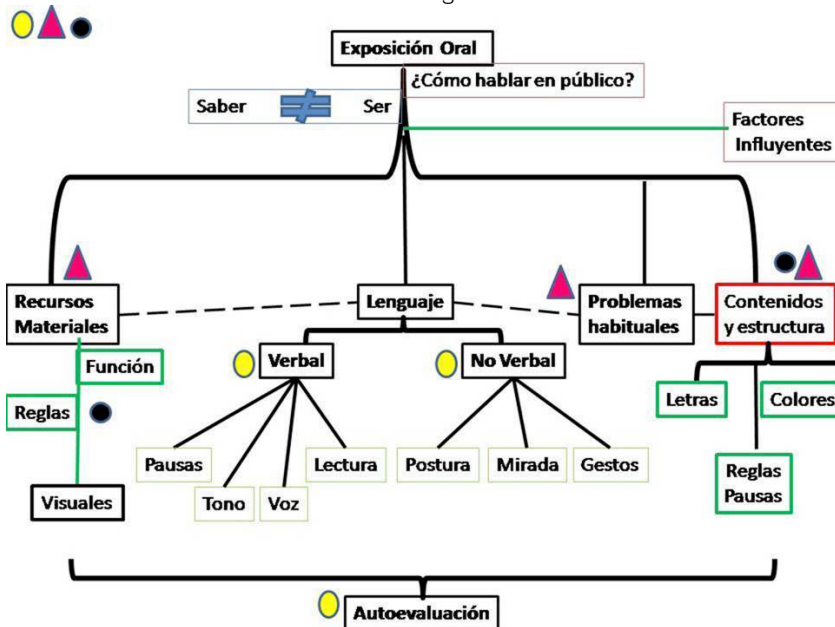 Exposición Oral
¿Cómo hablar en público?
Saber Ser
Factores
Influyentes
Recursos
Materiales
Lenguaje
Problemas
habituales
Contenidos
y estructura
Función
Verbal
No Verbal
Reglas
Letras
Colores
Pausas
Lectura
Postura
Mirada
Gestos
Reglas
Pausas
Visuales
Tono
Voz
Autoevaluación